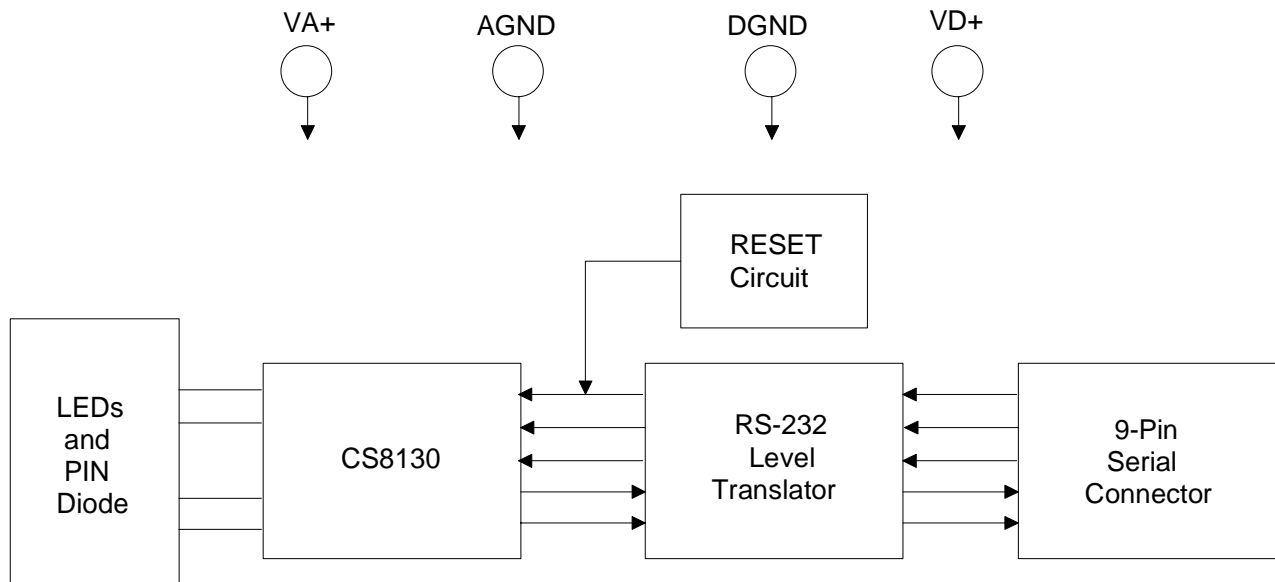 VA+
AGND
DGND
VD+
RESET
Circuit
LEDs
and
PIN
Diode
CS8130
RS-232
Level
Translator
9-Pin
Serial
Connector